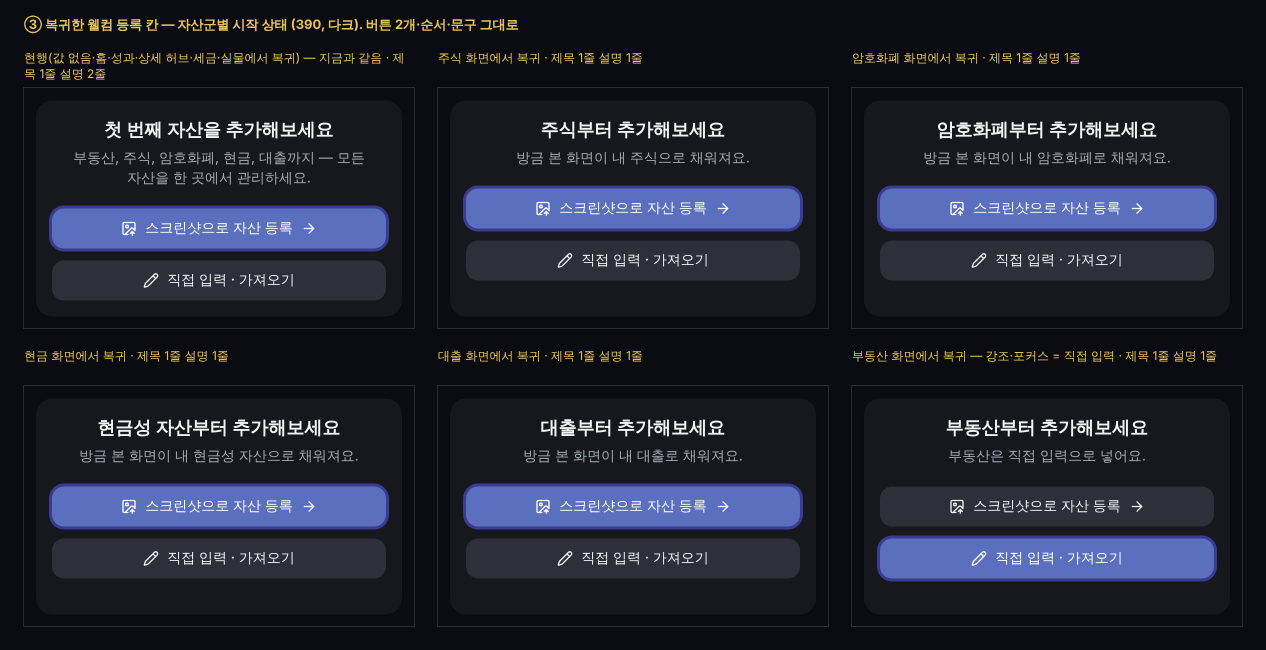 ③ 복귀한 웰컴 등록 칸 — 자산군별 시작 상태 (390, 다크). 버튼 2개·순서·문구 그대로
현행(값 없음·홈·성과·상세 허브·세금·실물에서 복귀) — 지금과 같음 · 제
목 1줄 설명 2줄
첫 번째 자산을 추가해보세요
부동산, 주식, 암호화폐, 현금, 대출까지 — 모든
자산을 한 곳에서 관리하세요.
스크린샷으로 자산 등록 →
직접 입력 · 가져오기
주식 화면에서 복귀 · 제목 1줄 설명 1줄
주식부터 추가해보세요
방금 본 화면이 내 주식으로 채워져요.
스크린샷으로 자산 등록 →
직접 입력 · 가져오기
암호화폐 화면에서 복귀 · 제목 1줄 설명 1줄
암호화폐부터 추가해보세요
방금 본 화면이 내 암호화폐로 채워져요.
스크린샷으로 자산 등록 →
직접 입력 · 가져오기
현금 화면에서 복귀 · 제목 1줄 설명 1줄
현금성 자산부터 추가해보세요
방금 본 화면이 내 현금성 자산으로 채워져요.
스크린샷으로 자산 등록 →
직접 입력 · 가져오기
대출 화면에서 복귀 · 제목 1줄 설명 1줄
대출부터 추가해보세요
방금 본 화면이 내 대출로 채워져요.
스크린샷으로 자산 등록 →
직접 입력 · 가져오기
부동산 화면에서 복귀 — 강조·포커스 = 직접 입력 · 제목 1줄 설명 1줄
부동산부터 추가해보세요
부동산은 직접 입력으로 넣어요.
스크린샷으로 자산 등록 →
직접 입력 · 가져오기